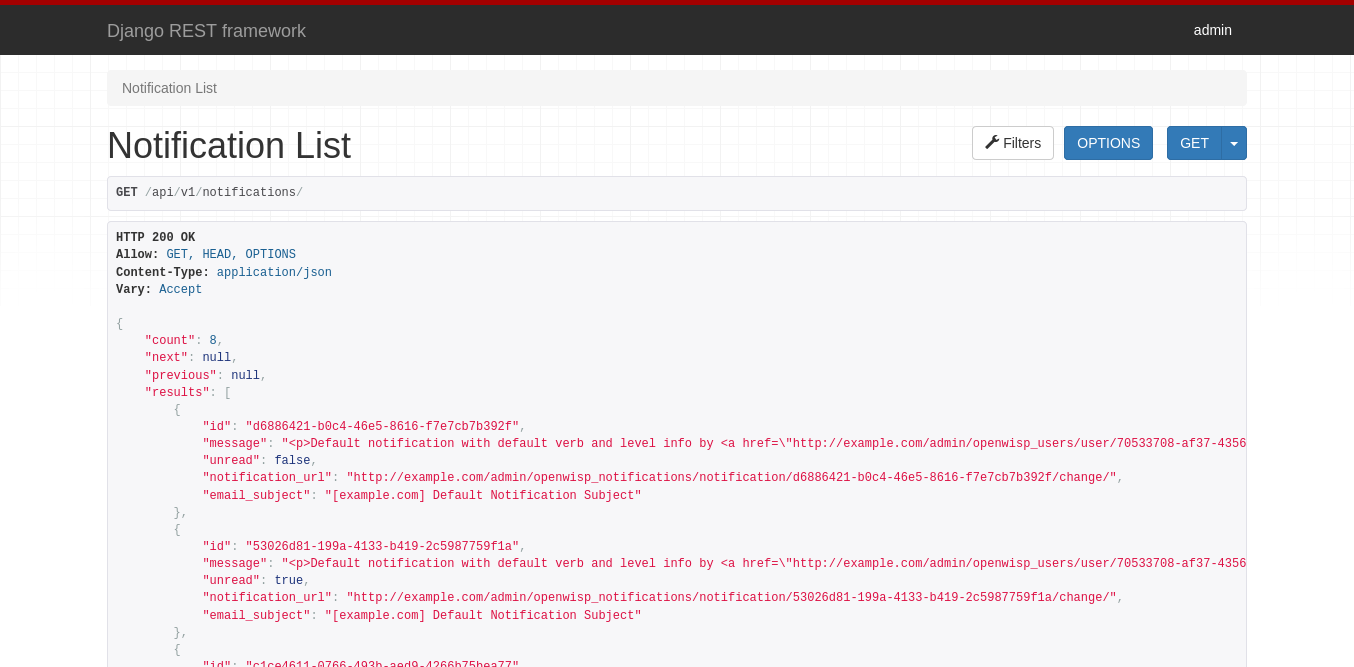 Django REST framework
admin
Notification List
Notification List
Filters
OPTIONS
GET
GET /api/v1/notifications/
HTTP 200 OK
Allow: GET, HEAD, OPTIONS
Content-Type: application/json
Vary: Accept
{
"count": 8,
"next": null,
"previous": null,
"results": [
{
"id": "d6886421-b0c4-46e5-8616-f7e7cb7b392f",
"message": "<p>Default notification with default verb and level info by <a href=\"http://example.com/admin/openwisp_users/user/70533708-af37-4356
"unread": false,
"notification_url": "http://example.com/admin/openwisp_notifications/notification/d6886421-b0c4-46e5-8616-f7e7cb7b392f/change/",
"email_subject": "[example.com] Default Notification Subject"
},
{
"id": "53026d81-199a-4133-b419-2c5987759f1a",
"message": "<p>Default notification with default verb and level info by <a href=\"http://example.com/admin/openwisp_users/user/70533708-af37-4356
"unread": true,
"notification_url": "http://example.com/admin/openwisp_notifications/notification/53026d81-199a-4133-b419-2c5987759f1a/change/",
"email_subject": "[example.com] Default Notification Subject"
},
{
"id": "c1ce4611-0766-493b-aed9-4266b75bea77",